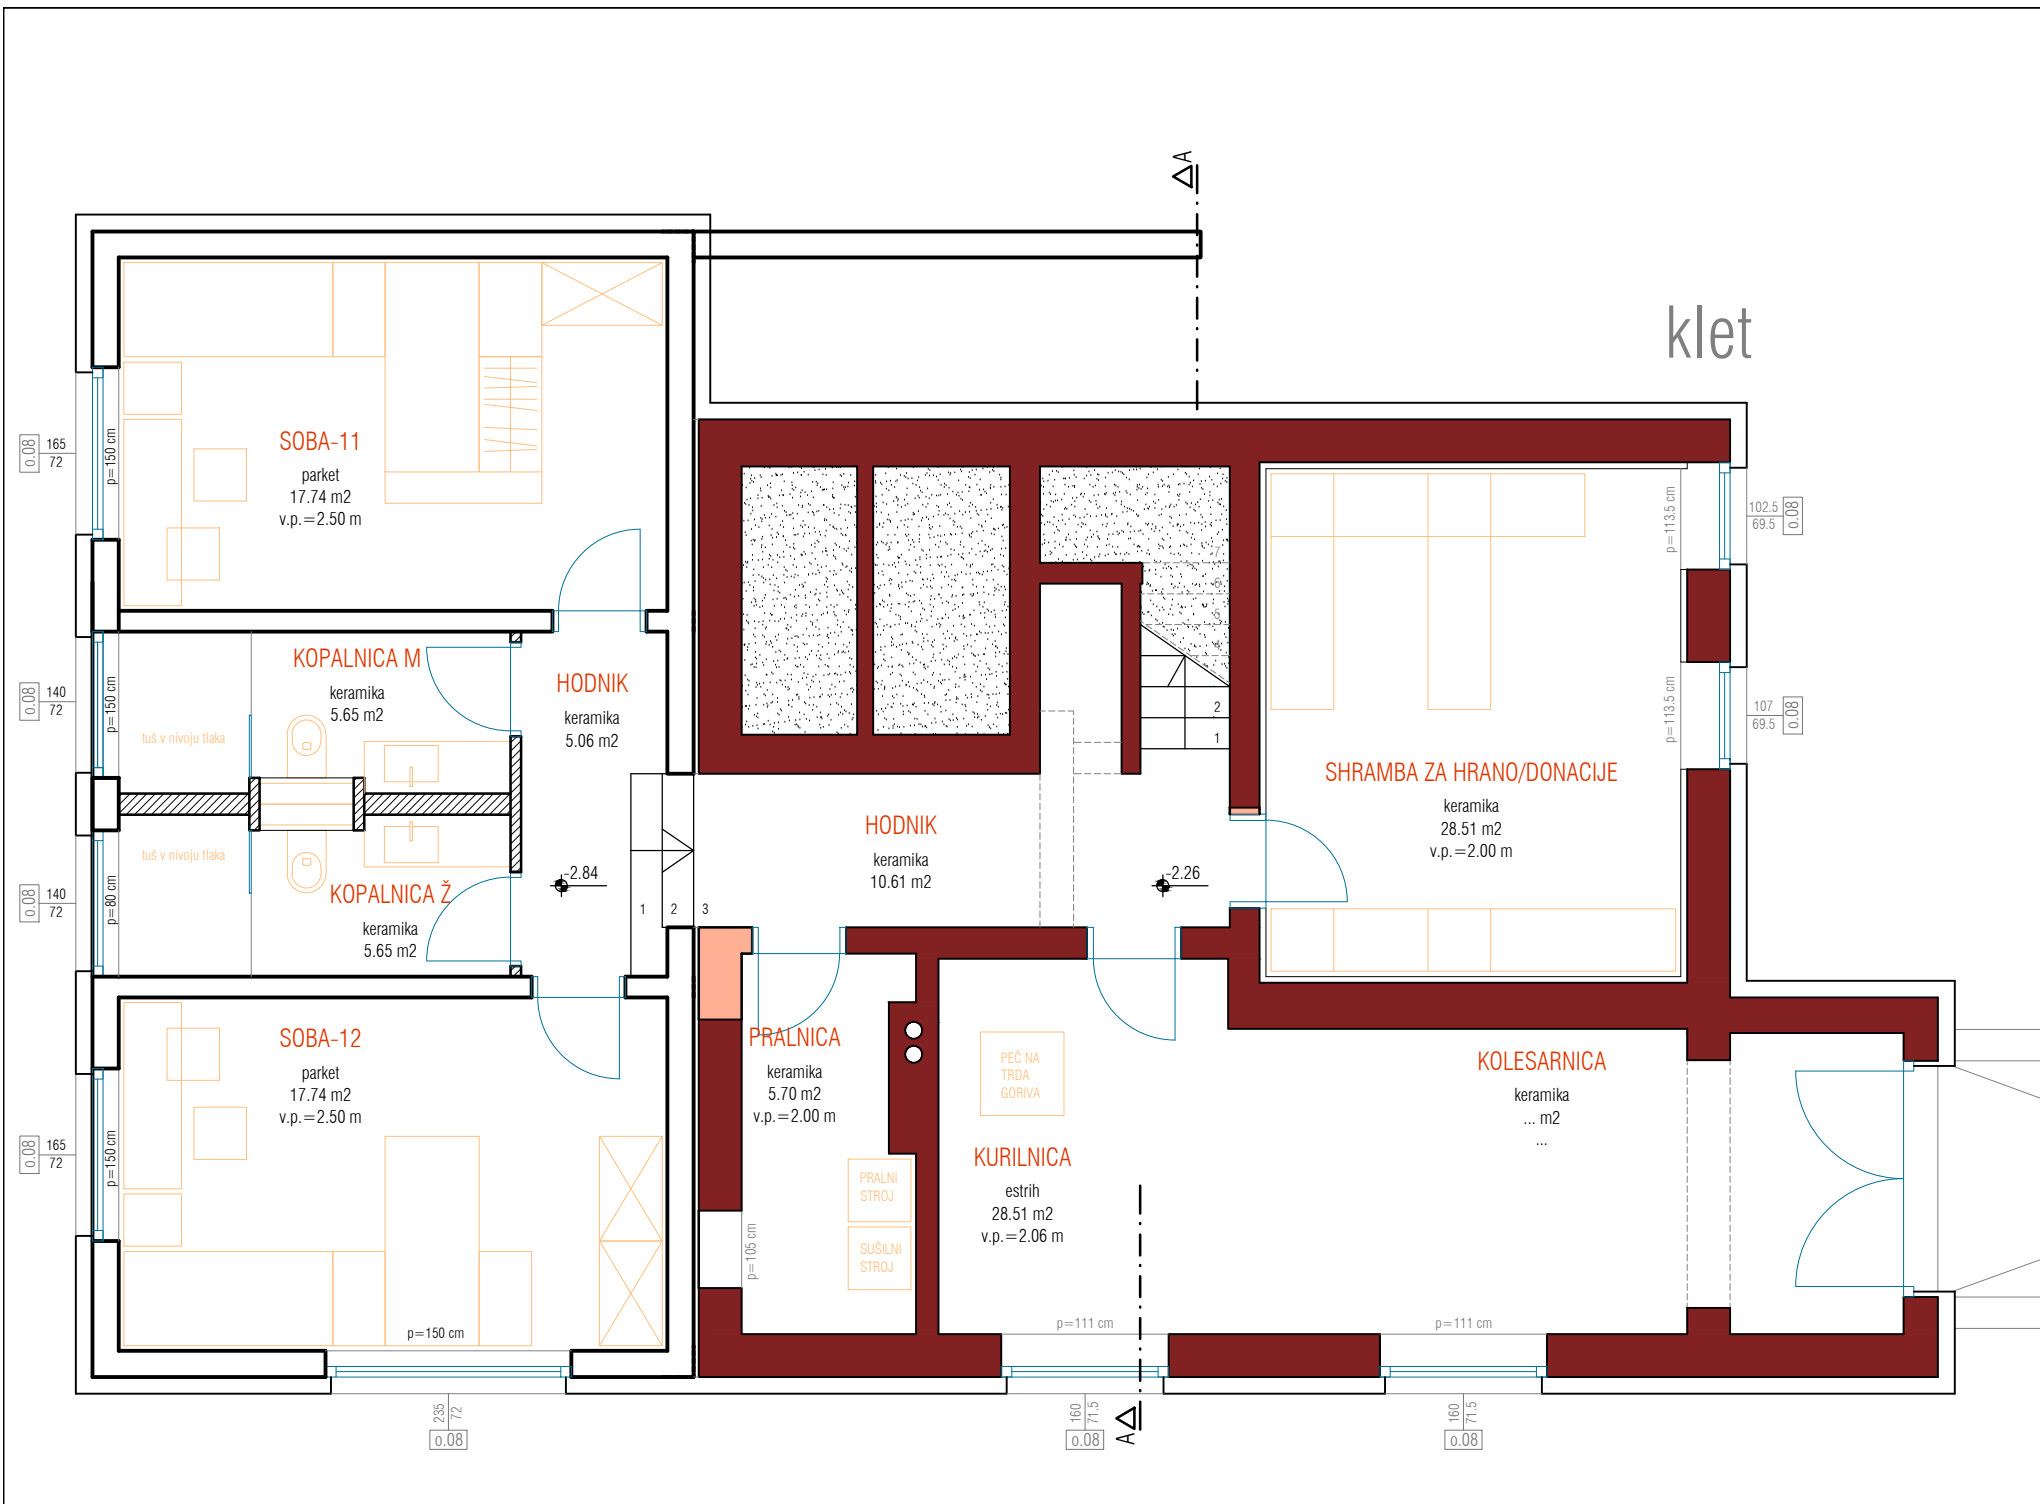 A
klet
SOBA-11
parket
17.74 m2
v.p.=2.50 m
p=150 cm
0.08
165
72
KOPALNICA M
keramika
5.65 m2
tuš v nivoju tlaka
p=150 cm
0.08
140
72
HODNIK
keramika
5.06 m2
-2.84
1 2 3
tuš v nivoju tlaka
KOPALNICA Ž
keramika
5.65 m2
p=80 cm
0.08
140
72
SOBA-12
parket
17.74 m2
v.p.=2.50 m
p=150 cm
0.08
165
72
p=150 cm
235
72
0.08
HODNIK
keramika
10.61 m2
-2.26
7
6
5
4
2
1
SHRAMBA ZA HRANO/DONACIJE
keramika
28.51 m2
v.p.=2.00 m
p=113.5 cm
102.5
69.5
0.08
p=113.5 cm
107
69.5
0.08
PRALNICA
keramika
5.70 m2
v.p.=2.00 m
PRALNI
STROJ
SUŠILNI
STROJ
p=105 cm
PEČ NA
TRDA
GORIVA
KURILNICA
estrih
28.51 m2
v.p.=2.06 m
KOLESARNICA
keramika
... m2
...
p=111 cm
160
71.5
0.08
A
p=111 cm
160
71.5
0.08